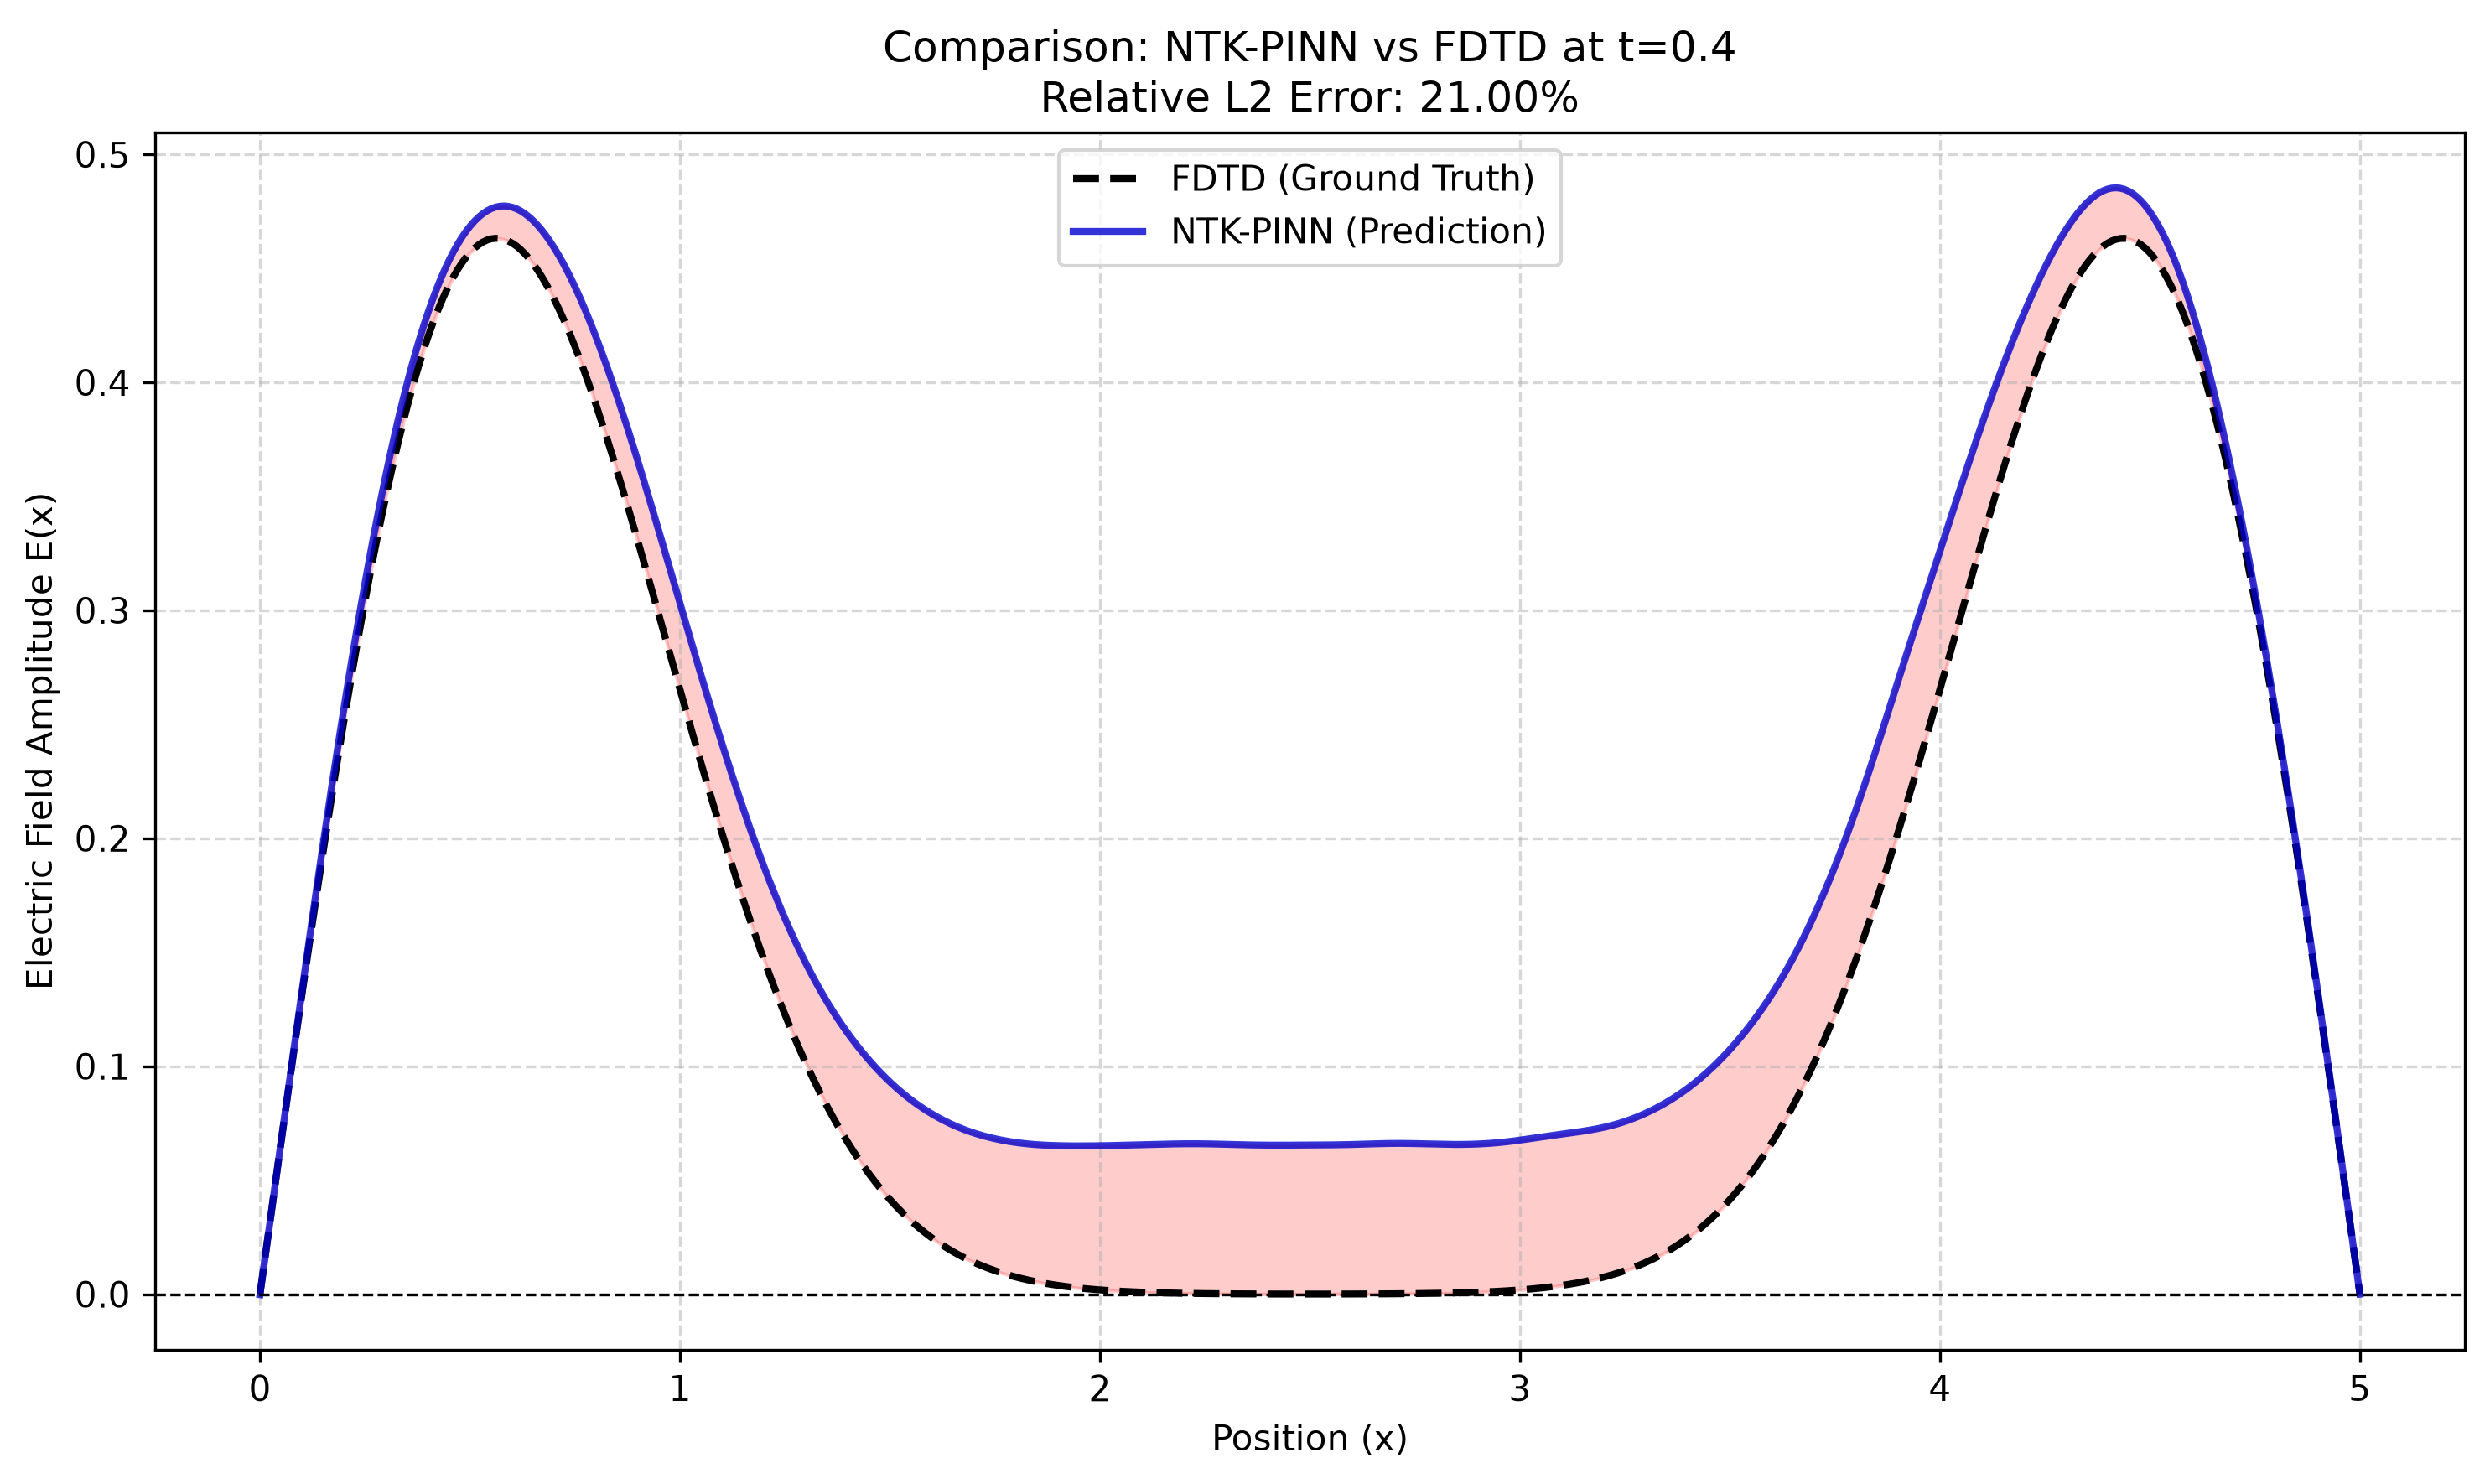 Comparison: NTK-PINN vs FDTD at t=0.4
Relative L2 Error: 21.00%
FDTD (Ground Truth)
NTK-PINN (Prediction)
Electric Field Amplitude E(x)
0.5
0.4
0.3
0.2
0.1
0.0
0 1 2 3 4 5
Position (x)